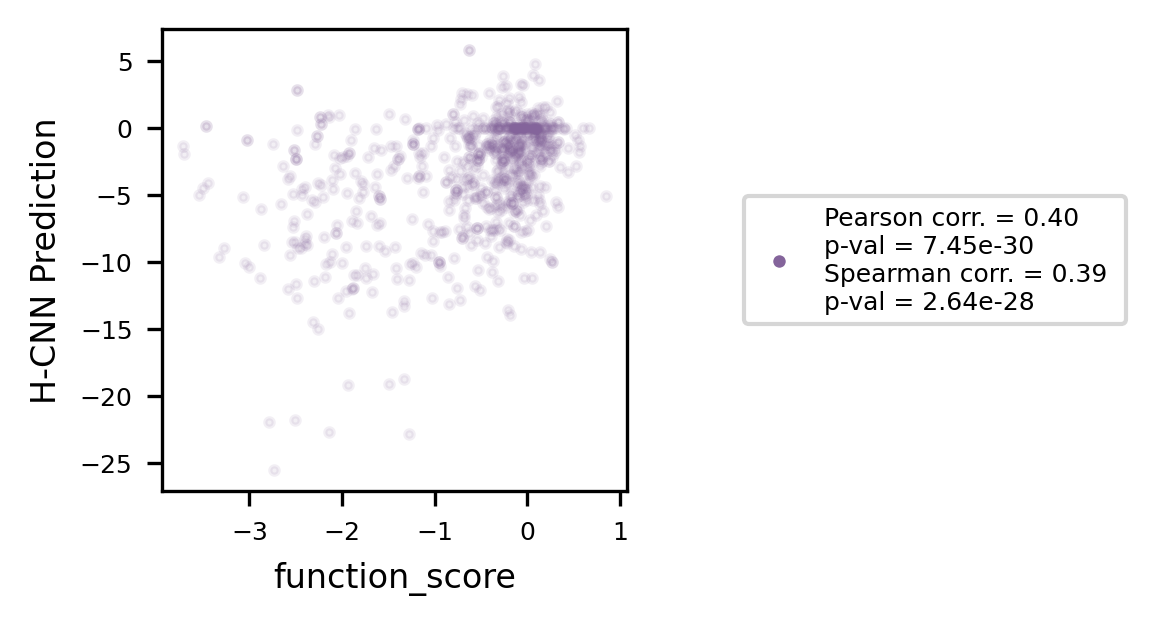 5
0
−5
−10
−15
−20
−25
H-CNN Prediction
−3
−2
−1
0
1
function_score
Pearson corr. = 0.40
p-val = 7.45e-30
Spearman corr. = 0.39
p-val = 2.64e-28